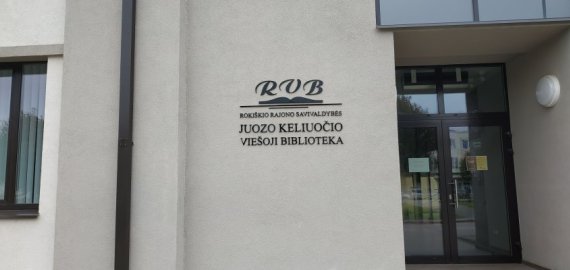 RVB
ROKIŠKIO RAJONO SAVIVALDYBĖS
JUOZO KELIUOČIO
VIEŠOJI BIBLIOTEKA